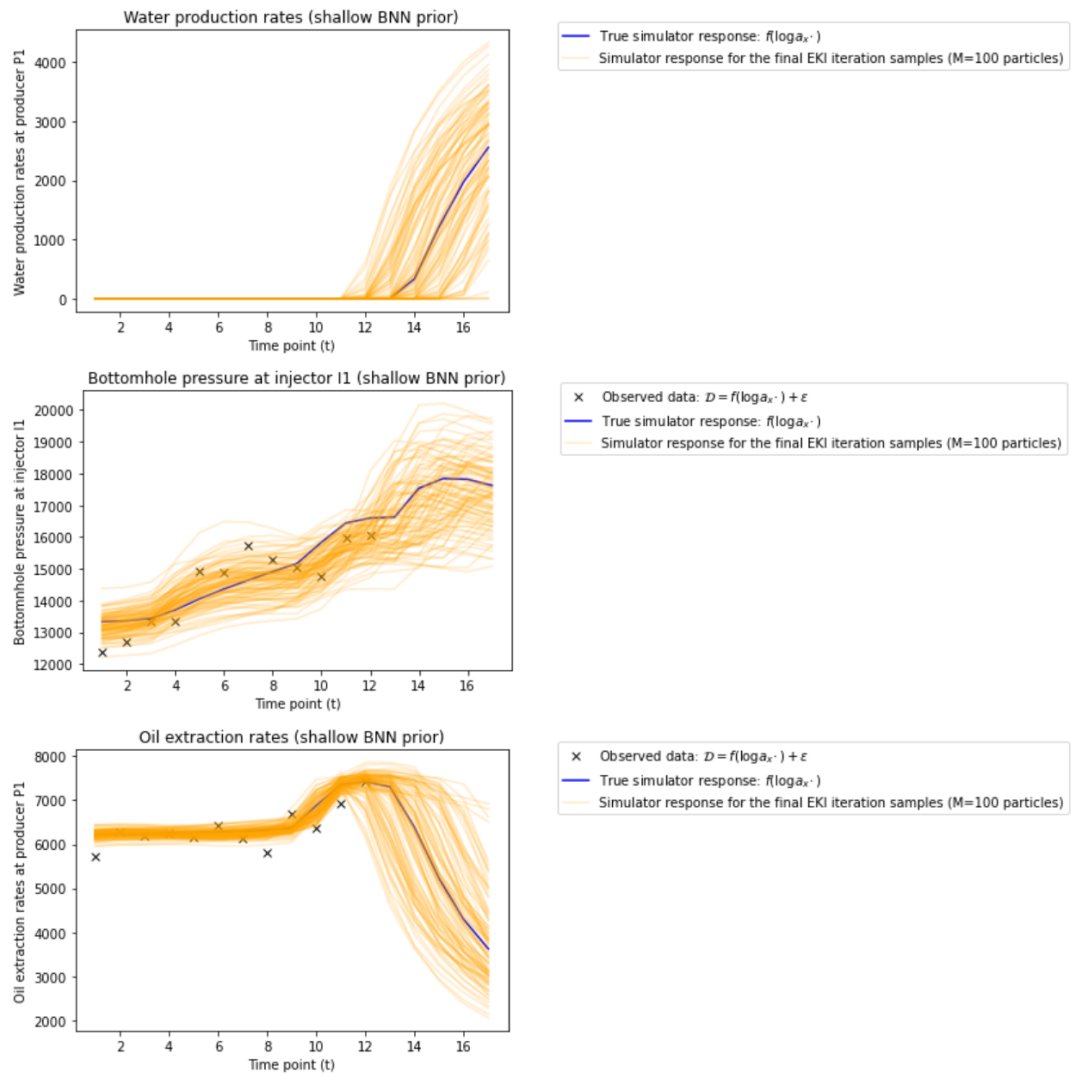 Water production rates (shallow BNN prior)
Water production rates at producer P1
4000
3000
2000
1000
0
2 4 6 8 10 12 14 16
Time point (t)
True simulator response: f(logaₓ·)
Simulator response for the final EKI iteration samples (M=100 particles)
Bottomhole pressure at injector I1 (shallow BNN prior)
Bottomnhole pressure at injector I1
20000
19000
18000
17000
16000
15000
14000
13000
12000
2 4 6 8 10 12 14 16
Time point (t)
Observed data: 𝒟 = f(logaₓ·) + ε
True simulator response: f(logaₓ·)
Simulator response for the final EKI iteration samples (M=100 particles)
Oil extraction rates (shallow BNN prior)
Oil extraction rates at producer P1
8000
7000
6000
5000
4000
3000
2000
2 4 6 8 10 12 14 16
Time point (t)
Observed data: 𝒟 = f(logaₓ·) + ε
True simulator response: f(logaₓ·)
Simulator response for the final EKI iteration samples (M=100 particles)